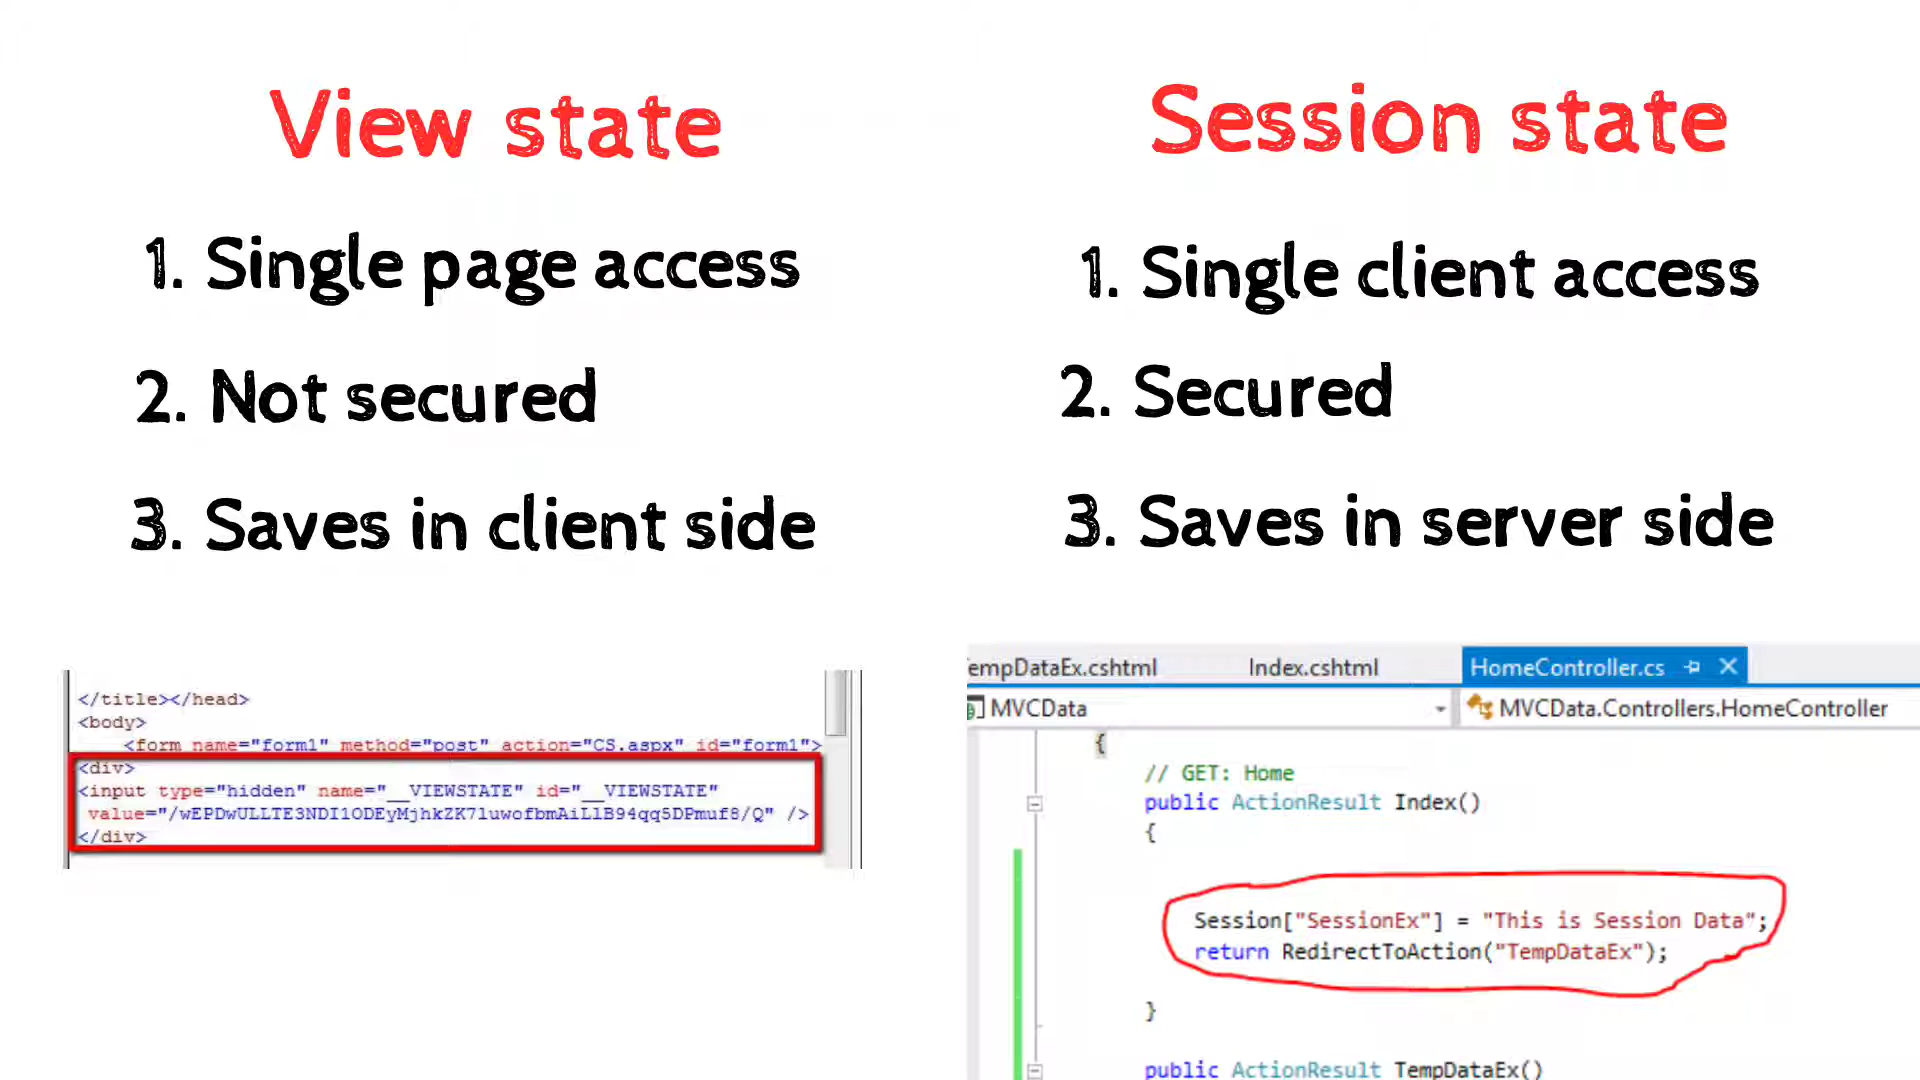 View state
1. Single page access
2. Not secured
3. Saves in client side
</title></head>
<body>
<form name="form1" method="post" action="CS.aspx" id="form1">
<div>
<input type="hidden" name="__VIEWSTATE" id="__VIEWSTATE"
value="/wEPDwULLTE3NDI1ODEyMjhkZK7luwofbmAiLlB94qq5DPmuf8/Q" />
</div>
Session state
1. Single client access
2. Secured
3. Saves in server side
empDataEx.cshtml Index.cshtml HomeController.cs
MVCData MVCData.Controllers.HomeController
{
// GET: Home
public ActionResult Index()
{
Session["SessionEx"] = "This is Session Data";
return RedirectToAction("TempDataEx");
}
public ActionResult TempDataEx()